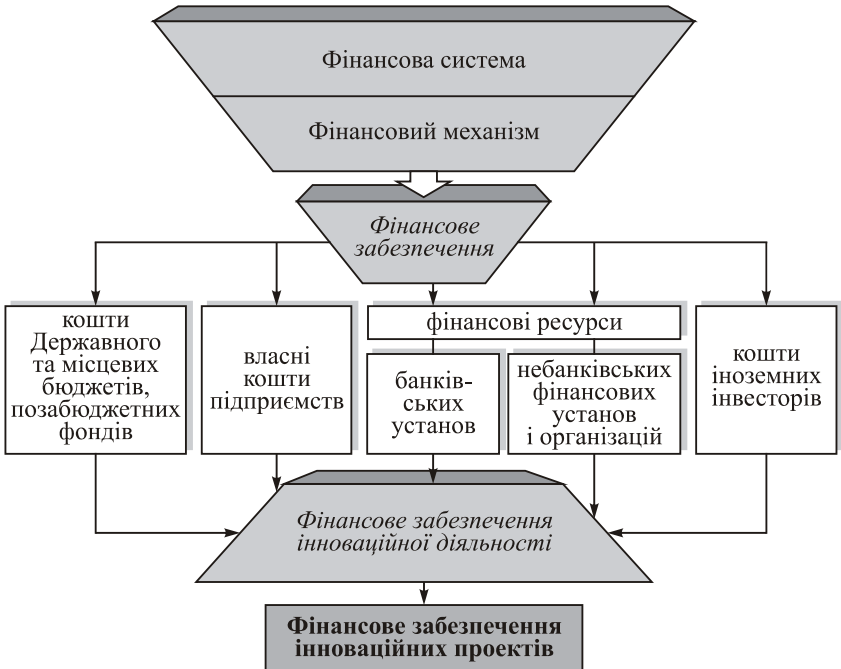 Фінансова система
Фінансовий механізм
Фінансове
забезпечення
кошти
Державного
та місцевих
бюджетів,
позабюджетних
фондів
власні
кошти
підприємств
фінансові ресурси
банків-
ських
установ
небанківських
фінансових
установ
і організацій
кошти
іноземних
інвесторів
Фінансове забезпечення
інноваційної діяльності
Фінансове забезпечення
інноваційних проектів